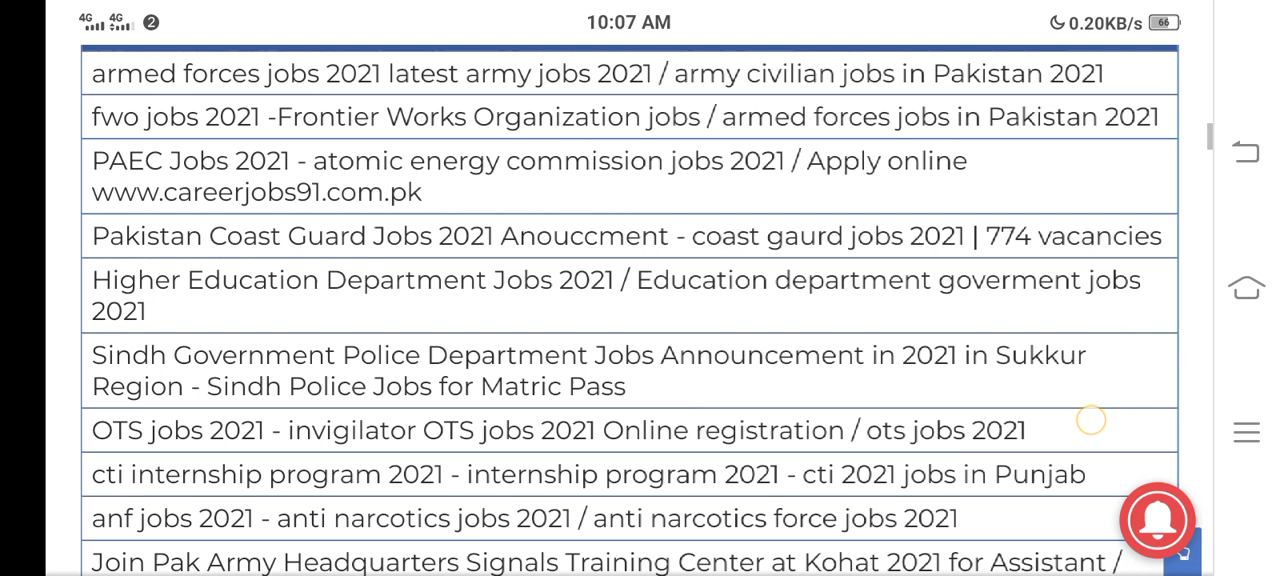 4G 4G 2 10:07 AM 0.20KB/s 66
armed forces jobs 2021 latest army jobs 2021 / army civilian jobs in Pakistan 2021
fwo jobs 2021 -Frontier Works Organization jobs / armed forces jobs in Pakistan 2021
PAEC Jobs 2021 - atomic energy commission jobs 2021 / Apply online
www.careerjobs91.com.pk
Pakistan Coast Guard Jobs 2021 Anouccment - coast gaurd jobs 2021 | 774 vacancies
Higher Education Department Jobs 2021 / Education department goverment jobs
2021
Sindh Government Police Department Jobs Announcement in 2021 in Sukkur
Region - Sindh Police Jobs for Matric Pass
OTS jobs 2021 - invigilator OTS jobs 2021 Online registration / ots jobs 2021
cti internship program 2021 - internship program 2021 - cti 2021 jobs in Punjab
anf jobs 2021 - anti narcotics jobs 2021 / anti narcotics force jobs 2021
Join Pak Army Headquarters Signals Training Center at Kohat 2021 for Assistant /